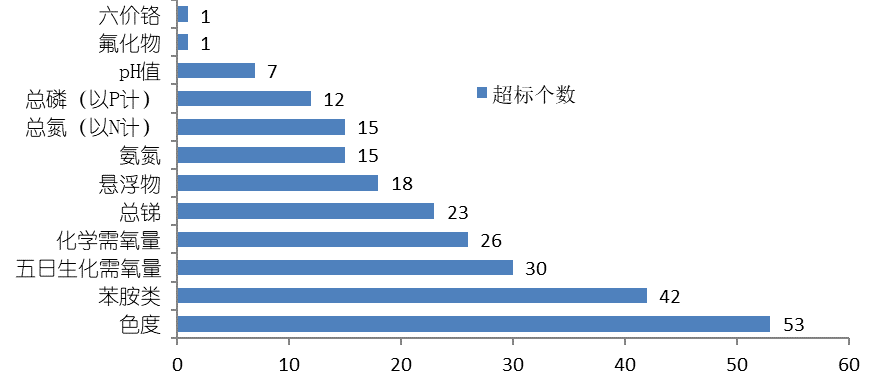 六价铬 1
氟化物 1
pH值 7
总磷（以P计） 12
超标个数
总氮（以N计） 15
氨氮 15
悬浮物 18
总锑 23
化学需氧量 26
五日生化需氧量 30
苯胺类 42
色度 53
0 10 20 30 40 50 60